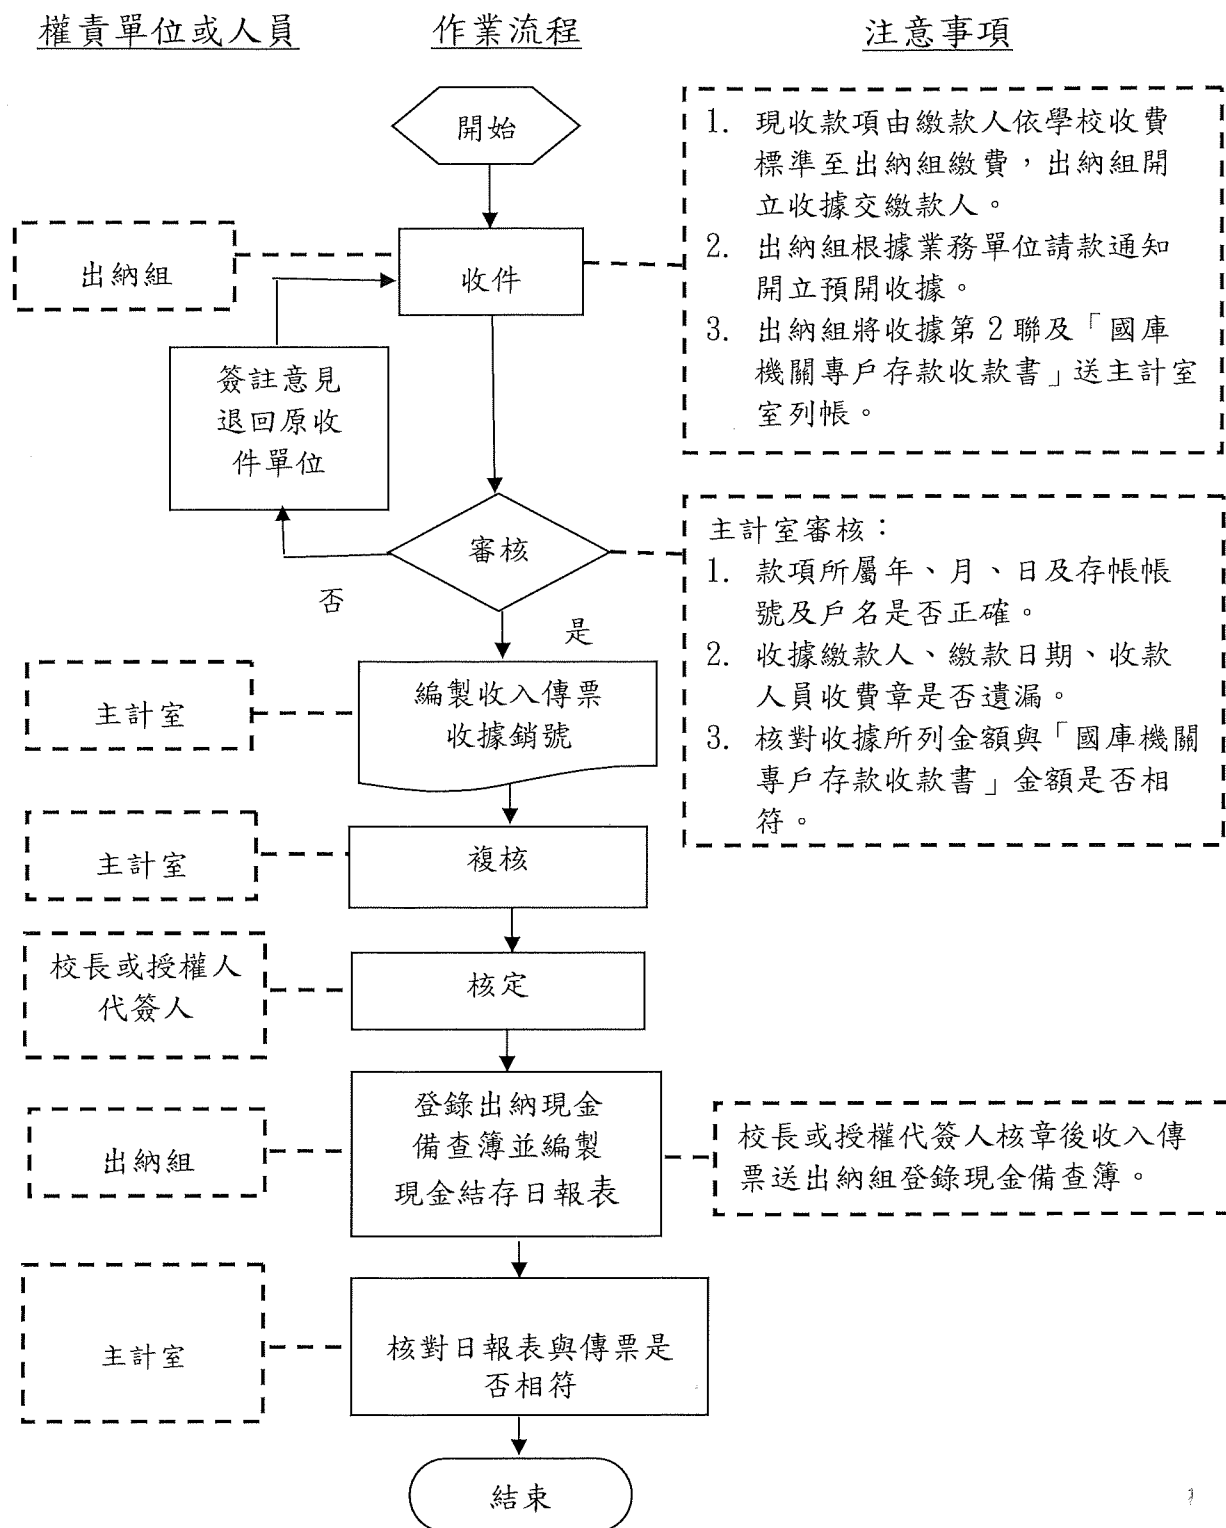 權責單位或人員
作業流程
注意事項
開始
1. 現收款項由繳款人依學校收費
標準至出納組繳費，出納組開
立收據交繳款人。
2. 出納組根據業務單位請款通知
開立預開收據。
3. 出納組將收據第2聯及「國庫
機關專戶存款收款書」送主計室
室列帳。
出納組
收件
簽註意見
退回原收
件單位
審核
否
是
主計室審核：
1. 款項所屬年、月、日及存帳帳
號及戶名是否正確。
2. 收據繳款人、繳款日期、收款
人員收費章是否遺漏。
3. 核對收據所列金額與「國庫機關
專戶存款收款書」金額是否相
符。
主計室
編製收入傳票
收據銷號
主計室
複核
校長或授權人
代簽人
核定
出納組
登錄出納現金
備查簿並編製
現金結存日報表
校長或授權代簽人核章後收入傳
票送出納組登錄現金備查簿。
主計室
核對日報表與傳票是
否相符
結束